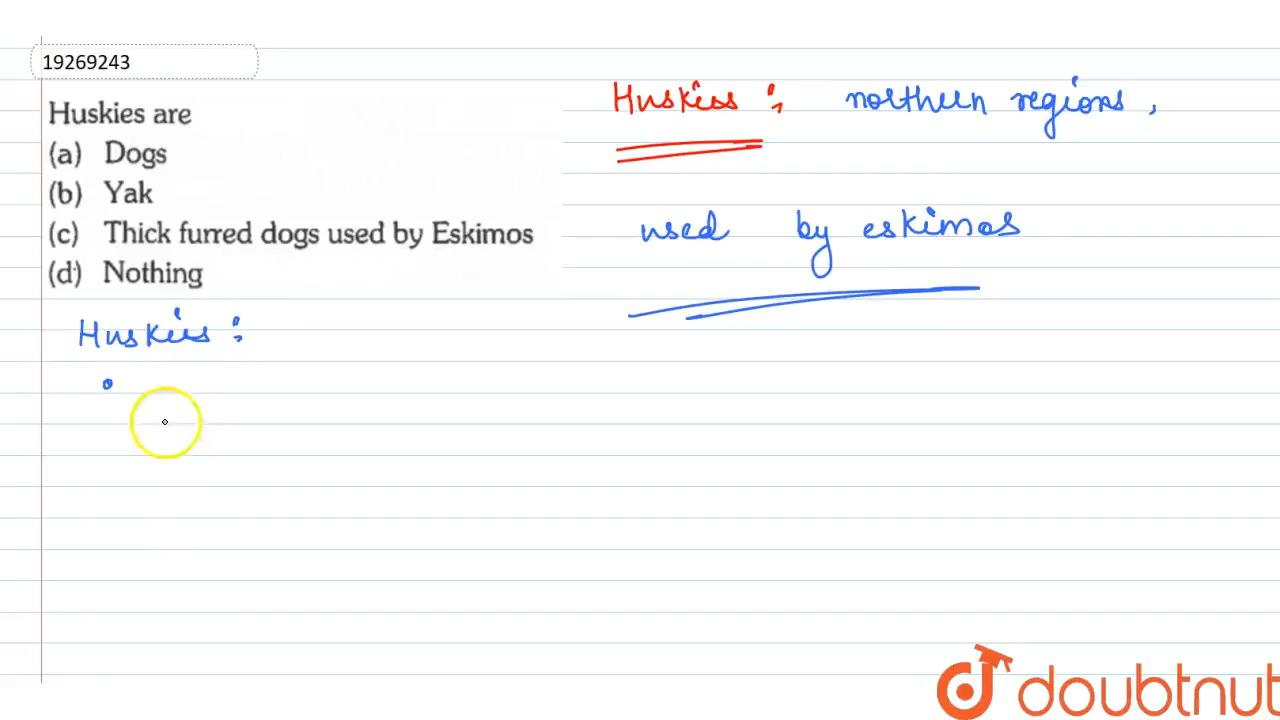 19269243
Huskies are
(a) Dogs
(b) Yak
(c) Thick furred dogs used by Eskimos
(d) Nothing
Huskies :
Huskies : northern regions,
used by eskimos
doubtnut